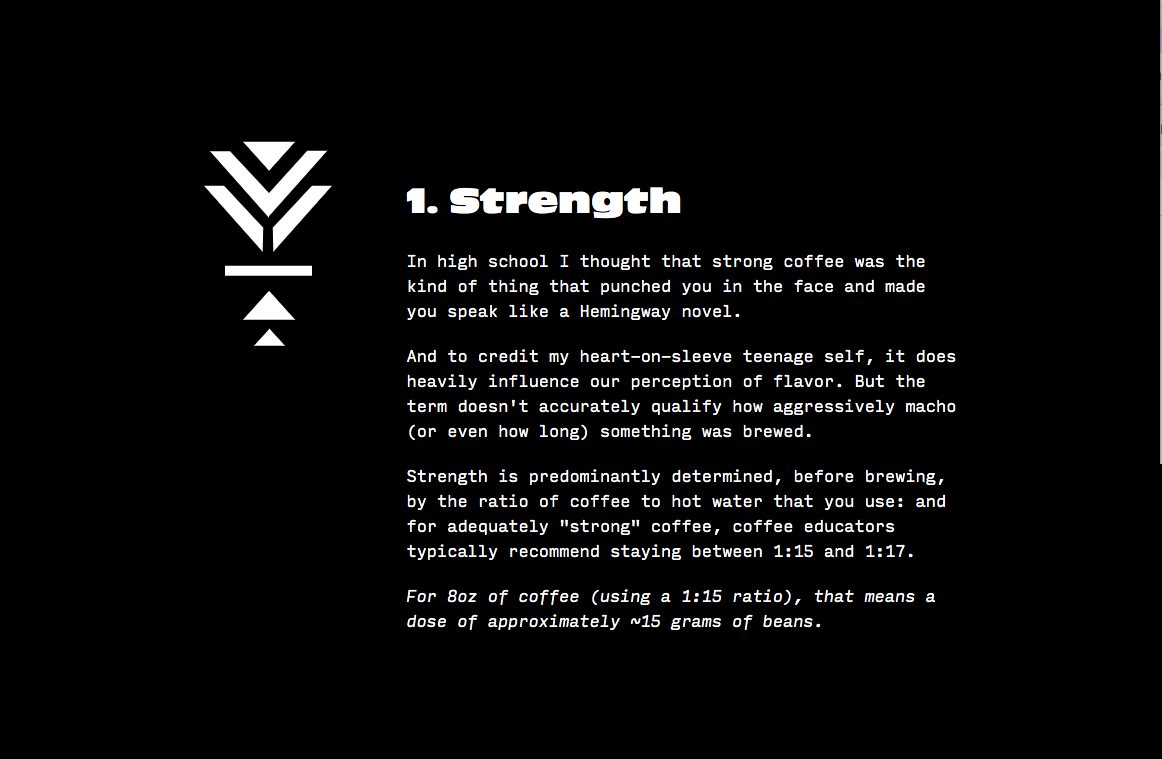 1. Strength
In high school I thought that strong coffee was the
kind of thing that punched you in the face and made
you speak like a Hemingway novel.
And to credit my heart-on-sleeve teenage self, it does
heavily influence our perception of flavor. But the
term doesn't accurately qualify how aggressively macho
(or even how long) something was brewed.
Strength is predominantly determined, before brewing,
by the ratio of coffee to hot water that you use: and
for adequately "strong" coffee, coffee educators
typically recommend staying between 1:15 and 1:17.
For 8oz of coffee (using a 1:15 ratio), that means a
dose of approximately ~15 grams of beans.